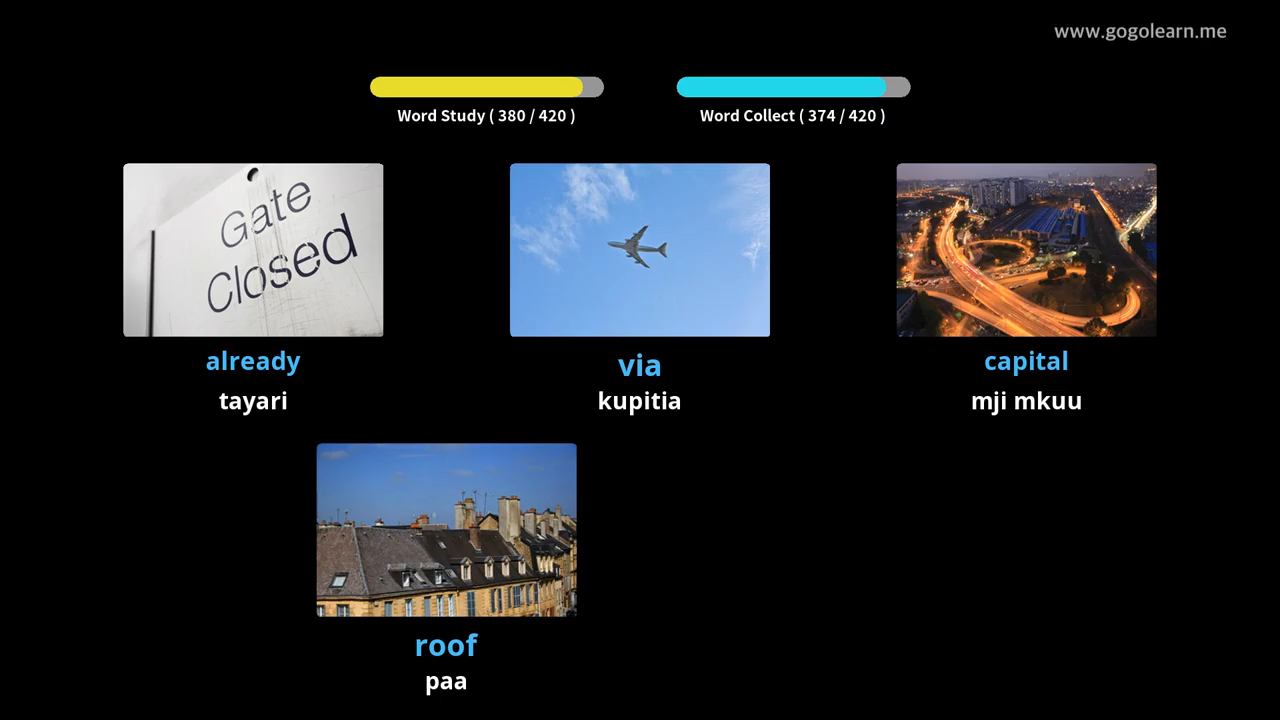 www.gogolearn.me
Word Study ( 380 / 420 )
Word Collect ( 374 / 420 )
Gate
Closed
already
tayari
via
kupitia
capital
mji mkuu
roof
paa